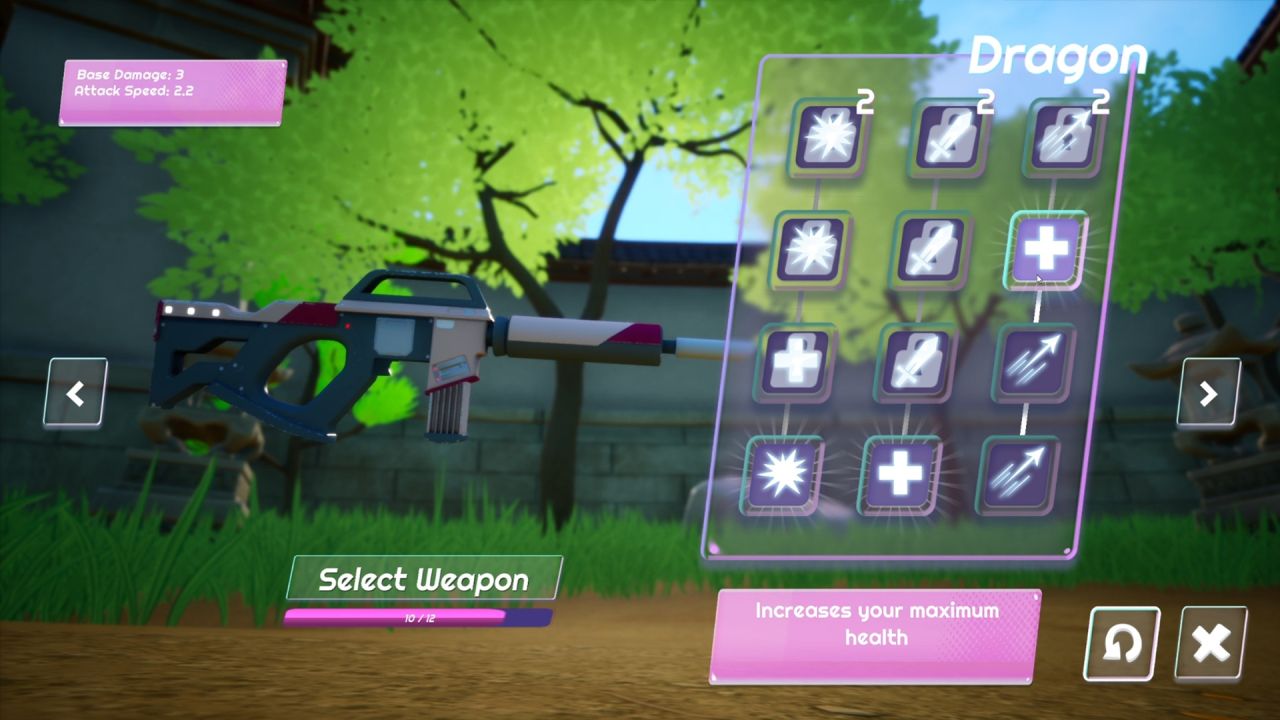 Dragon
Base Damage: 3
Attack Speed: 2.2
2
2
2
Select Weapon
10 / 12
Increases your maximum
health